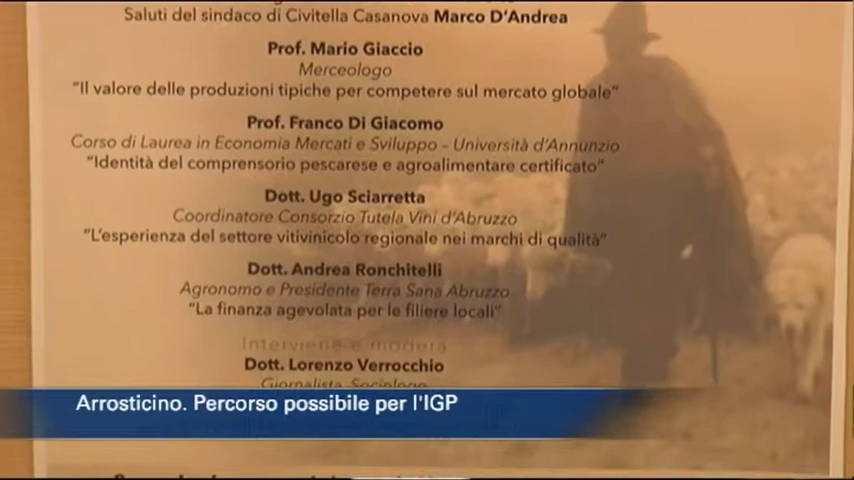 Saluti del sindaco di Civitella Casanova Marco D'Andrea
Prof. Mario Giaccio
Merceologo
"Il valore delle produzioni tipiche per competere sul mercato globale"
Prof. Franco Di Giacomo
Corso di Laurea in Economia Mercati e Sviluppo - Università d'Annunzio
"Identità del comprensorio pescarese e agroalimentare certificato"
Dott. Ugo Sciarretta
Coordinatore Consorzio Tutela Vini d'Abruzzo
"L'esperienza del settore vitivinicolo regionale nei marchi di qualità"
Dott. Andrea Ronchitelli
Agronomo e Presidente Terra Sana Abruzzo
"La finanza agevolata per le filiere locali"
Interviene e modera
Dott. Lorenzo Verrocchio
Giornalista Sociologo
Arrosticino. Percorso possibile per l'IGP